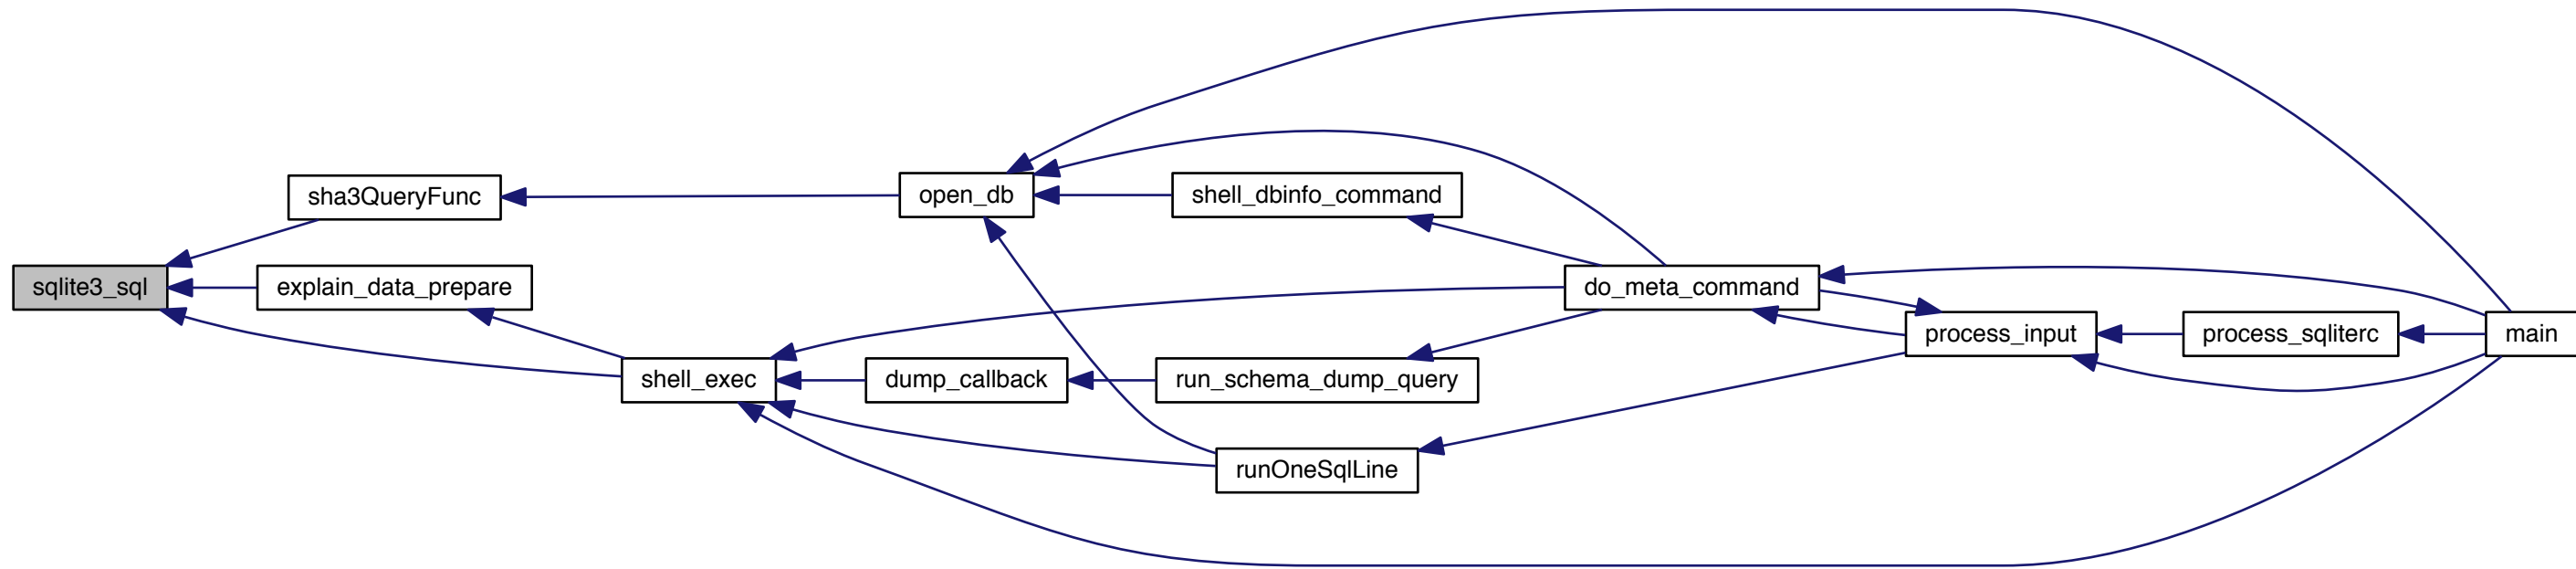 sha3QueryFunc
open_db
shell_dbinfo_command
sqlite3_sql
explain_data_prepare
do_meta_command
process_input
process_sqliterc
main
shell_exec
dump_callback
run_schema_dump_query
runOneSqlLine